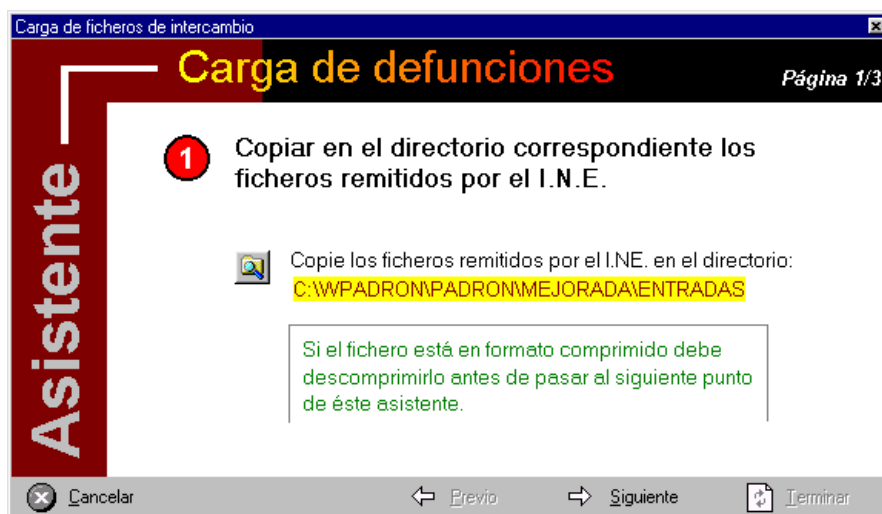 Carga de ficheros de intercambio
Carga de defunciones
Página 1/3
Asistente
1
Copiar en el directorio correspondiente los
ficheros remitidos por el I.N.E.
Copie los ficheros remitidos por el I.NE. en el directorio:
C:\WPADRON\PADRON\MEJORADA\ENTRADAS
Si el fichero está en formato comprimido debe
descomprimirlo antes de pasar al siguiente punto
de éste asistente.
Cancelar
Previo
Siguiente
Terminar